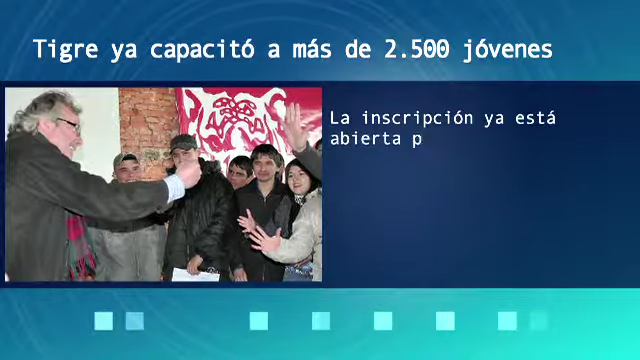 Tigre ya capacitó a más de 2.500 jóvenes
La inscripción ya está
abierta p